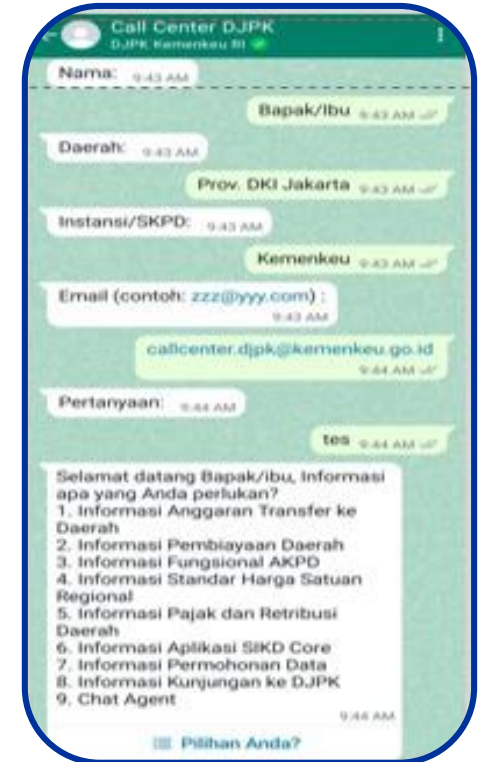 Call Center DJPK
DJPK Kemenkeu RI
Nama: 9:43 AM
Bapak/Ibu 9:43 AM
Daerah: 9:43 AM
Prov. DKI Jakarta 9:43 AM
Instansi/SKPD: 9:43 AM
Kemenkeu 9:43 AM
Email (contoh: zzz@yyy.com) :
9:43 AM
callcenter.djpk@kemenkeu.go.id
9:44 AM
Pertanyaan: 9:44 AM
tes 9:44 AM
Selamat datang Bapak/ibu, Informasi
apa yang Anda perlukan?
1. Informasi Anggaran Transfer ke
Daerah
2. Informasi Pembiayaan Daerah
3. Informasi Fungsional AKPD
4. Informasi Standar Harga Satuan
Regional
5. Informasi Pajak dan Retribusi
Daerah
6. Informasi Aplikasi SIKD Core
7. Informasi Permohonan Data
8. Informasi Kunjungan ke DJPK
9. Chat Agent
9:44 AM
Pilihan Anda?